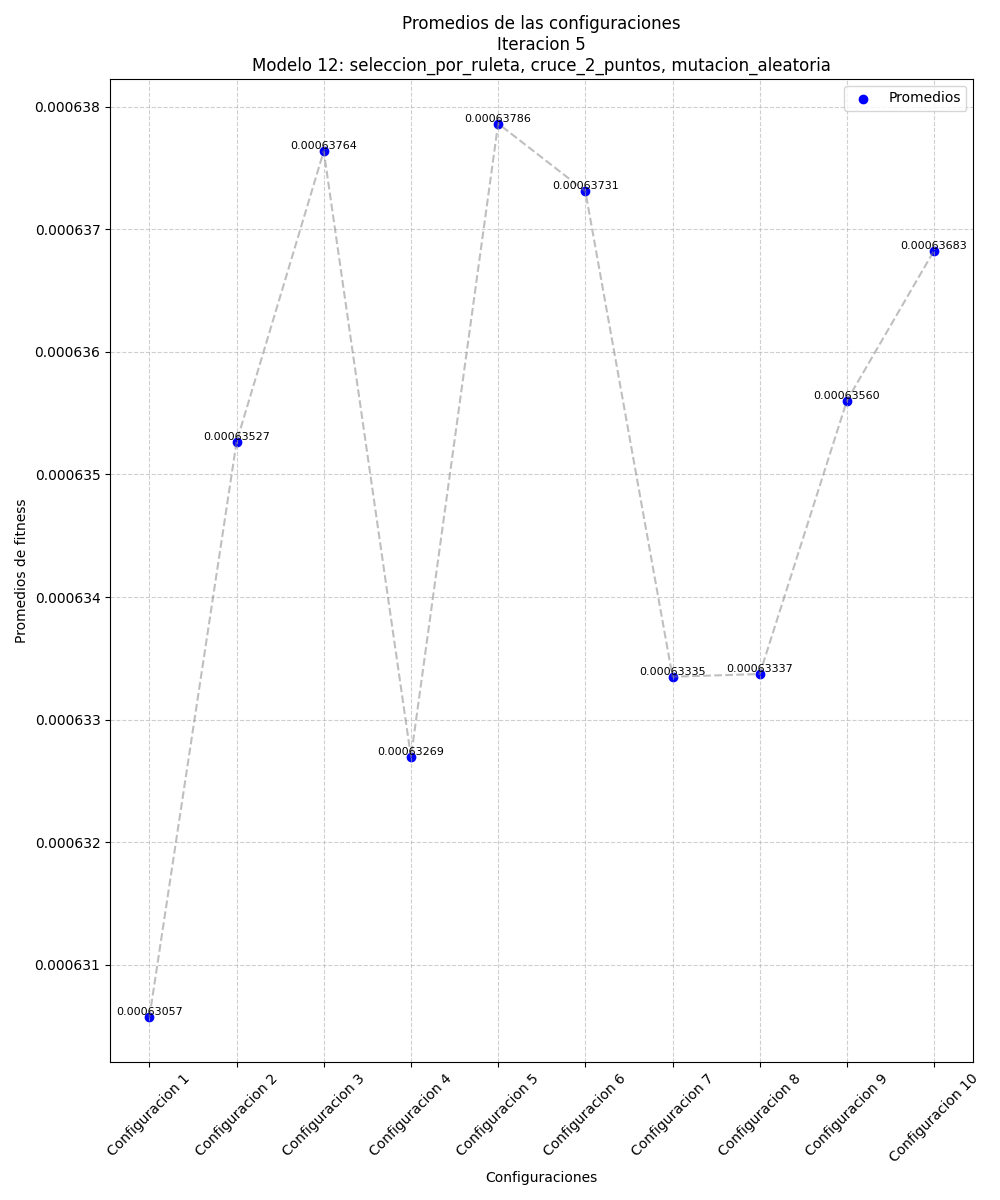 Promedios de las configuraciones
Iteracion 5
Modelo 12: seleccion_por_ruleta, cruce_2_puntos, mutacion_aleatoria
Promedios
0.000638
0.000637
0.000636
0.000635
0.000634
0.000633
0.000632
0.000631
Promedios de fitness
0.00063057
0.00063527
0.00063764
0.00063269
0.00063786
0.00063731
0.00063335
0.00063337
0.00063560
0.00063683
Configuracion 1
Configuracion 2
Configuracion 3
Configuracion 4
Configuracion 5
Configuracion 6
Configuracion 7
Configuracion 8
Configuracion 9
Configuracion 10
Configuraciones